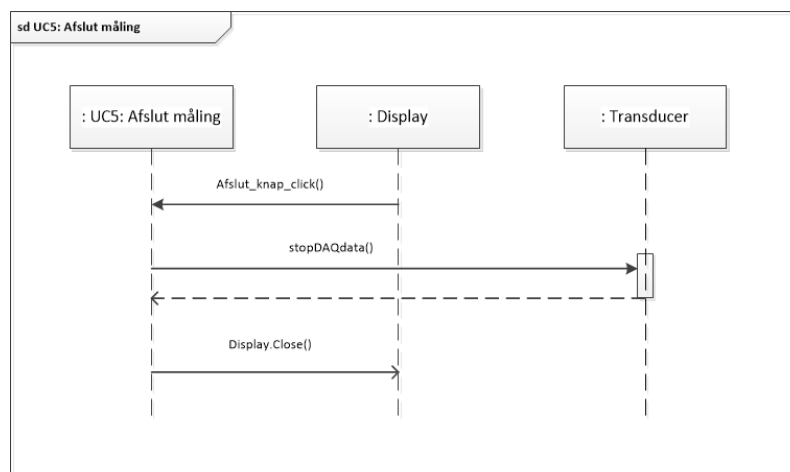 sd UC5: Afslut måling
: UC5: Afslut måling
: Display
: Transducer
Afslut_knap_click()
stopDAQdata()
Display.Close()